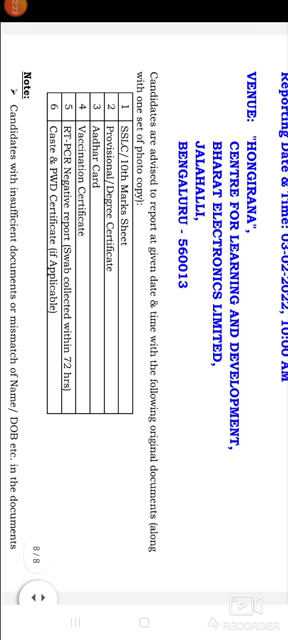 Reporting Date & Time: 03-02-2022, 10:00 AM
VENUE: "HONGIRANA",
CENTRE FOR LEARNING AND DEVELOPMENT,
BHARAT ELECTRONICS LIMITED,
JALAHALLI,
BENGALURU - 560013
Candidates are advised to report at given date & time with the following original documents (along
with one set of photo copy):
1 SSLC/10th Marks Sheet
2 Provisional/Degree Certificate
3 Aadhar Card
4 Vaccination Certificate
5 RT-PCR Negative report (Swab collected within 72 hrs)
6 Caste & PWD Certificate (if Applicable)
Note:
➢ Candidates with insufficient documents or mismatch of Name/ DOB etc. in the documents
8/8
RECORDER